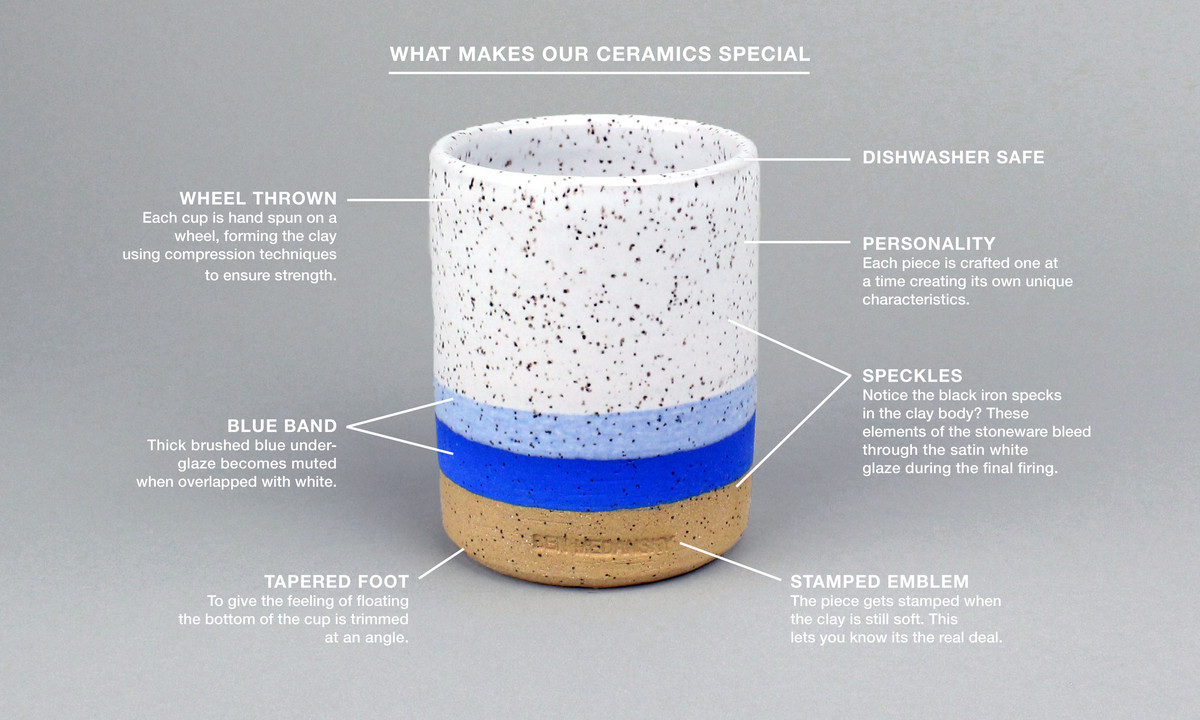 WHAT MAKES OUR CERAMICS SPECIAL
WHEEL THROWN
Each cup is hand spun on a
wheel, forming the clay
using compression techniques
to ensure strength.
DISHWASHER SAFE
PERSONALITY
Each piece is crafted one at
a time creating its own unique
characteristics.
SPECKLES
Notice the black iron specks
in the clay body? These
elements of the stoneware bleed
through the satin white
glaze during the final firing.
BLUE BAND
Thick brushed blue under-
glaze becomes muted
when overlapped with white.
TAPERED FOOT
To give the feeling of floating
the bottom of the cup is trimmed
at an angle.
STAMPED EMBLEM
The piece gets stamped when
the clay is still soft. This
lets you know its the real deal.